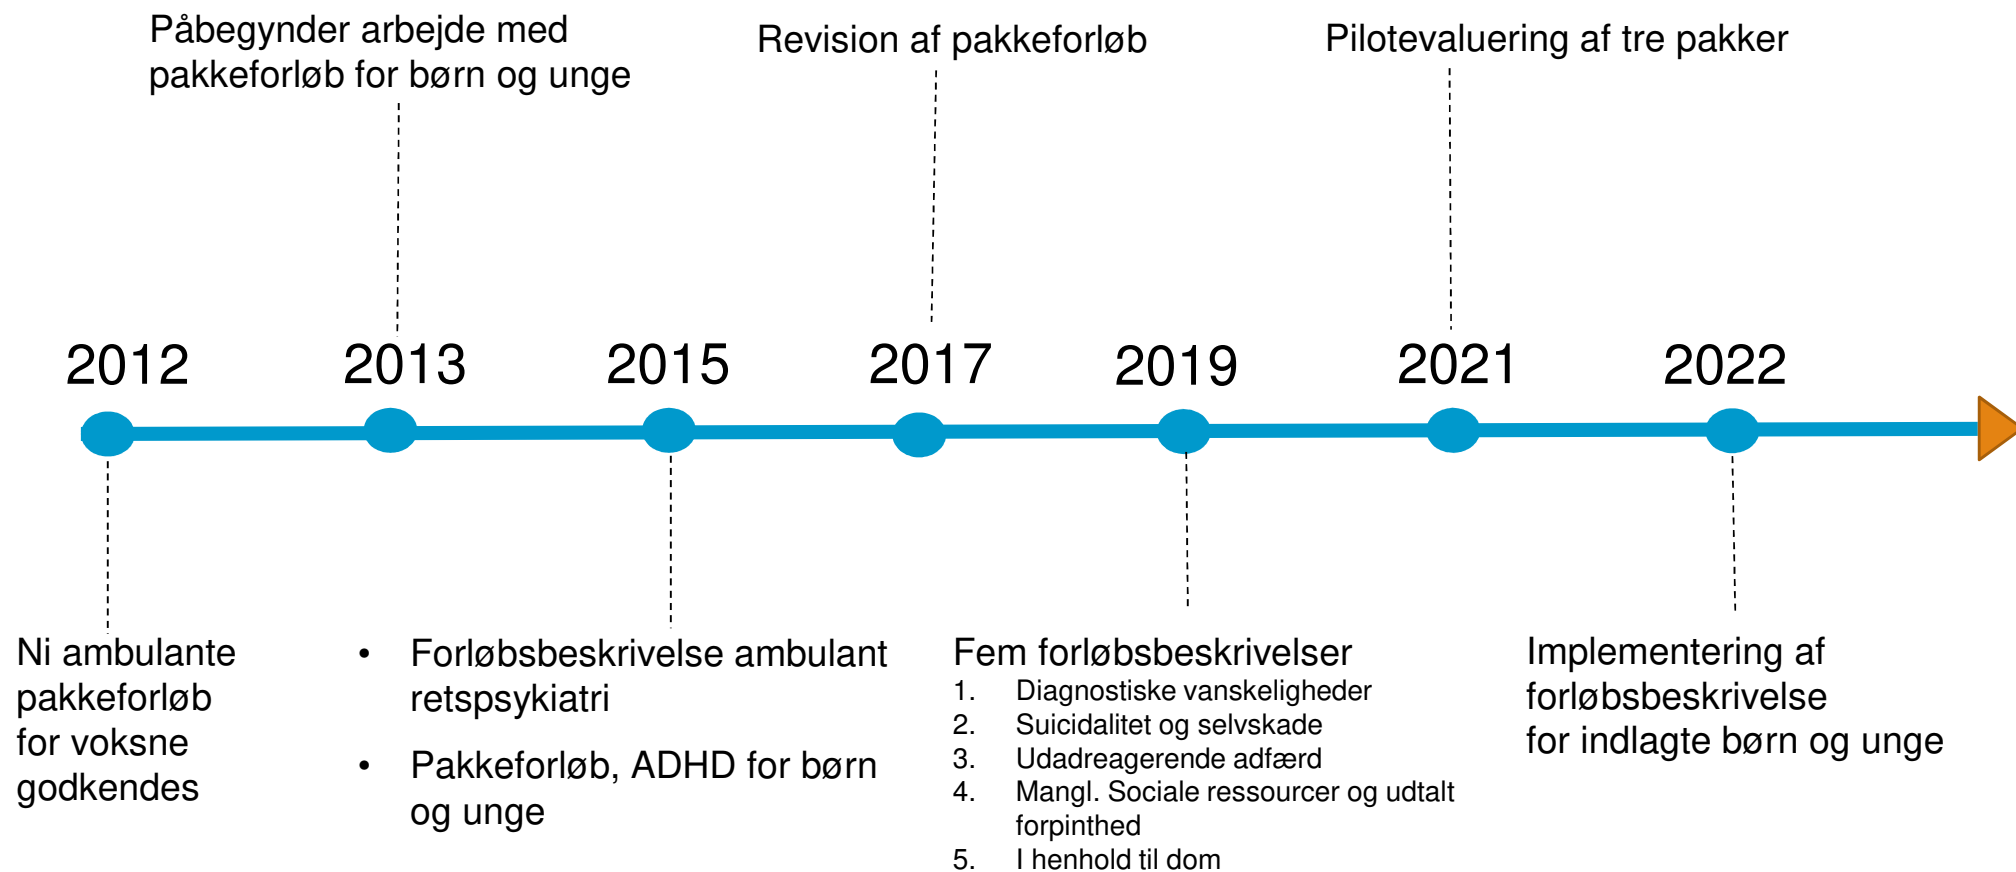 Påbegynder arbejde med
pakkeforløb for børn og unge
Revision af pakkeforløb
Pilotevaluering af tre pakker
2012
2013
2015
2017
2019
2021
2022
Ni ambulante
pakkeforløb
for voksne
godkendes
• Forløbsbeskrivelse ambulant
retspsykiatri
• Pakkeforløb, ADHD for børn
og unge
Fem forløbsbeskrivelser
1. Diagnostiske vanskeligheder
2. Suicidalitet og selvskade
3. Udadreagerende adfærd
4. Mangl. Sociale ressourcer og udtalt
forpinthed
5. I henhold til dom
Implementering af
forløbsbeskrivelse
for indlagte børn og unge